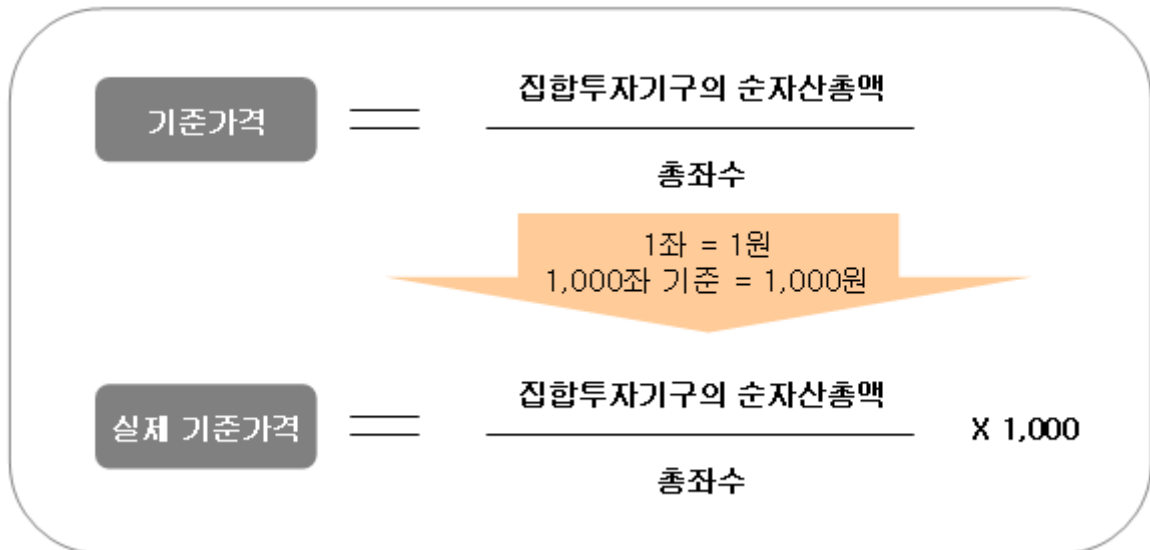 집합투자기구의 순자산총액
기준가격
총좌수
1좌 = 1원
1,000좌 기준 = 1,000원
집합투자기구의 순자산총액
실제 기준가격
X 1,000
총좌수